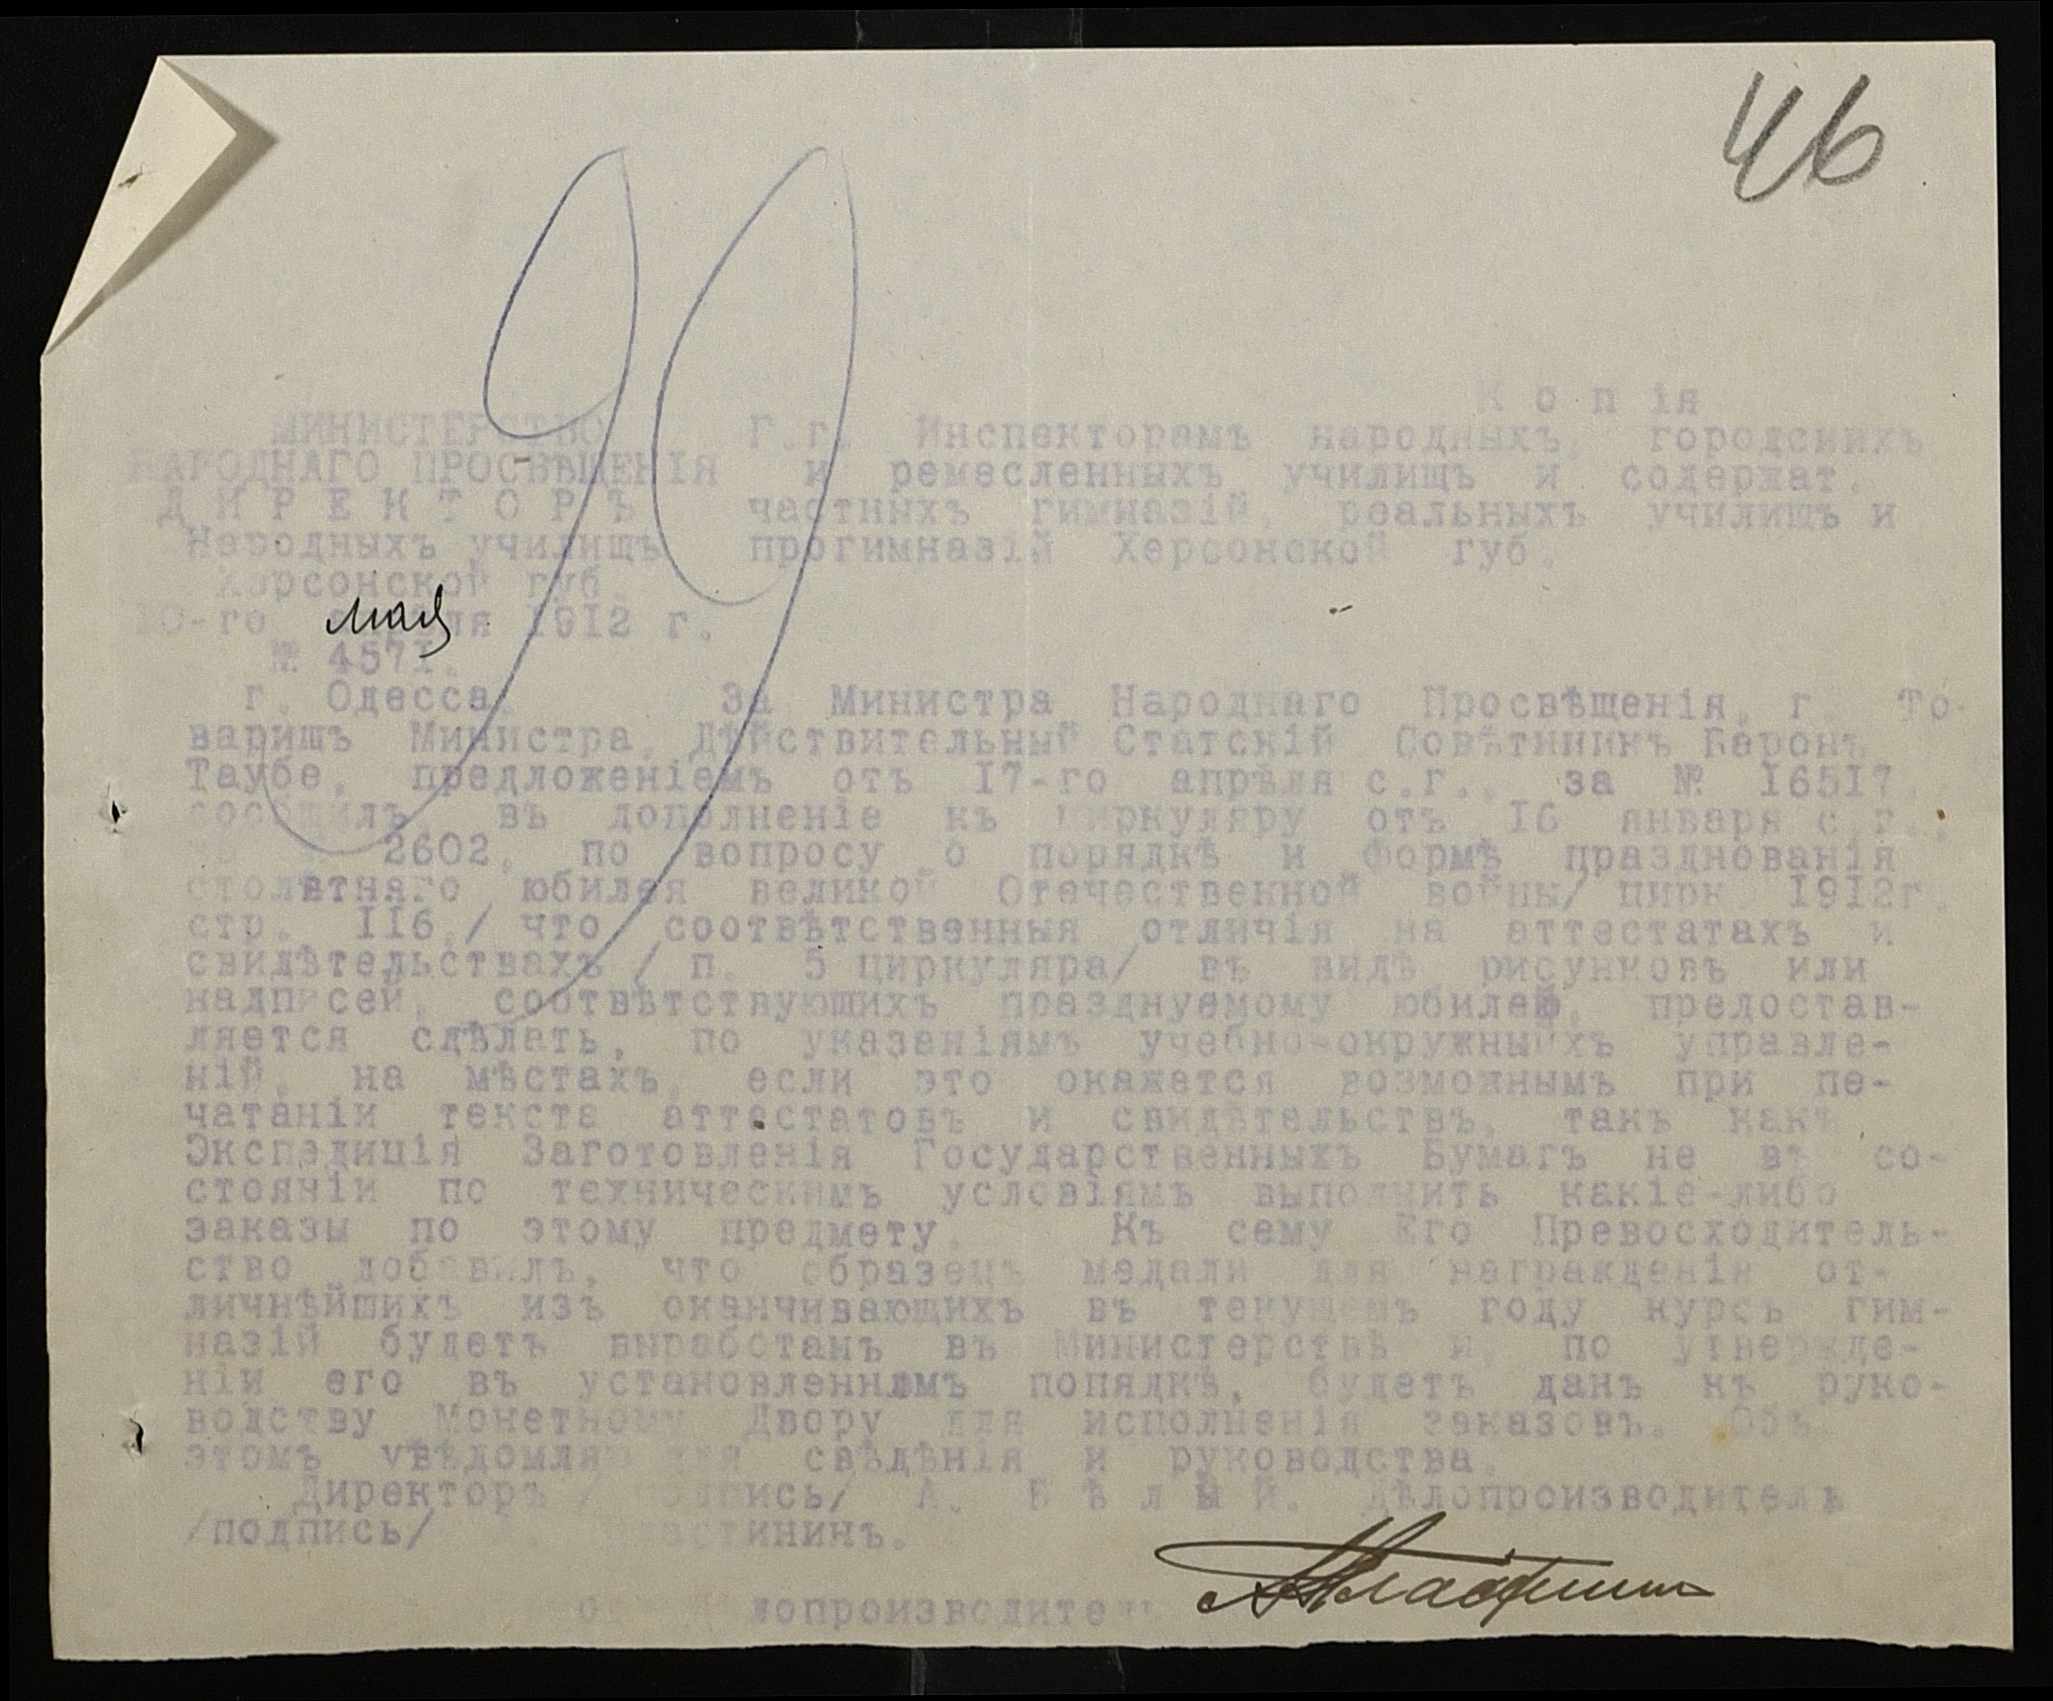 46
99
Копія
МИНИСТЕРСТВО
НАРОДНАГО ПРОСВѢЩЕНІЯ
ДИРЕКТОРЪ
Народныхъ училищъ
Херсонской губ.
10-го мая 1912 г.
№ 4571.
г. Одесса.
Г.г. Инспекторамъ народныхъ, городскихъ
и ремесленныхъ училищъ и содержат.
частныхъ гимназій, реальныхъ училищъ и
прогимназій Херсонской губ.
За Министра Народнаго Просвѣщенія, г. То-
варищъ Министра, Дѣйствительный Статскій Совѣтникъ Баронъ
Таубе, предложеніемъ отъ 17-го апрѣля с.г., за № 16517,
сообщилъ, въ дополненіе къ циркуляру отъ 16 января с.г.,
2602, по вопросу о порядкѣ и формѣ празднованія
столѣтняго юбилея великой Отечественной войны/ цирк. 1912г.
стр. 116./ что соотвѣтственныя отличія на аттестатахъ и
свидѣтельствахъ / п. 5 циркуляра/ въ видѣ рисунковъ или
надписей, соотвѣтствующихъ празднуемому юбилею, предостав-
ляется сдѣлать, по указаніямъ учебно-окружныхъ управле-
ній, на мѣстахъ, если это окажется возможнымъ при пе-
чатаніи текста аттестатовъ и свидѣтельствъ, такъ какъ
Экспедиція Заготовленія Государственныхъ Бумагъ не въ со-
стояніи по техническимъ условіямъ выполнить какіе-либо
заказы по этому предмету. Къ сему Его Превосходитель-
ство добавилъ, что образецъ медали для награжденія от-
личнѣйшихъ изъ оканчивающихъ въ текущемъ году курсъ гим-
назій будетъ выработанъ въ Министерствѣ и, по утвержде-
ніи его въ установленномъ попядкѣ, будетъ данъ къ руко-
водству Монетному Двору для исполненія заказовъ. Объ
этомъ увѣдомляю для свѣдѣнія и руководства.
Директоръ /подпись/ А. Бѣлый. Дѣлопроизводитель
/подпись/
Дѣлопроизводитель